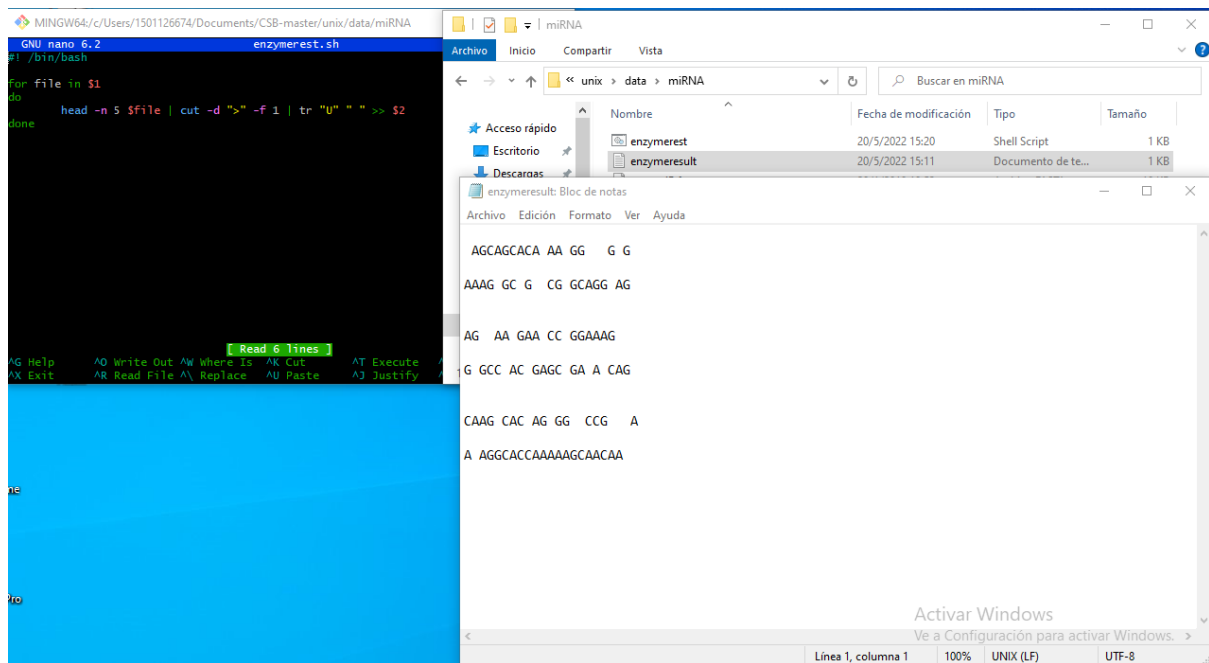 MINGW64:/c/Users/1501126674/Documents/CSB-master/unix/data/miRNA
GNU nano 6.2 enzymerest.sh
#! /bin/bash
for file in $1
do
head -n 5 $file | cut -d ">" -f 1 | tr "U" " " >> $2
done
[ Read 6 lines ]
^G Help ^O Write Out ^W Where Is ^K Cut ^T Execute
^X Exit ^R Read File ^\ Replace ^U Paste ^J Justify
miRNA
Archivo Inicio Compartir Vista
« unix > data > miRNA
Buscar en miRNA
Nombre Fecha de modificación Tipo Tamaño
Acceso rápido
Escritorio
Descargas
enzymerest 20/5/2022 15:20 Shell Script 1 KB
enzymeresult 20/5/2022 15:11 Documento de te... 1 KB
enzymeresult: Bloc de notas
Archivo Edición Formato Ver Ayuda
AGCAGCACA AA GG   G G
AAAG GC G  CG GCAGG AG
AG  AA GAA CC GGAAAG
G GCC AC GAGC GA A CAG
CAAG CAC AG GG  CCG   A
A AGGCACCAAAAAGCAACAA
Activar Windows
Ve a Configuración para activar Windows.
Línea 1, columna 1 100% UNIX (LF) UTF-8